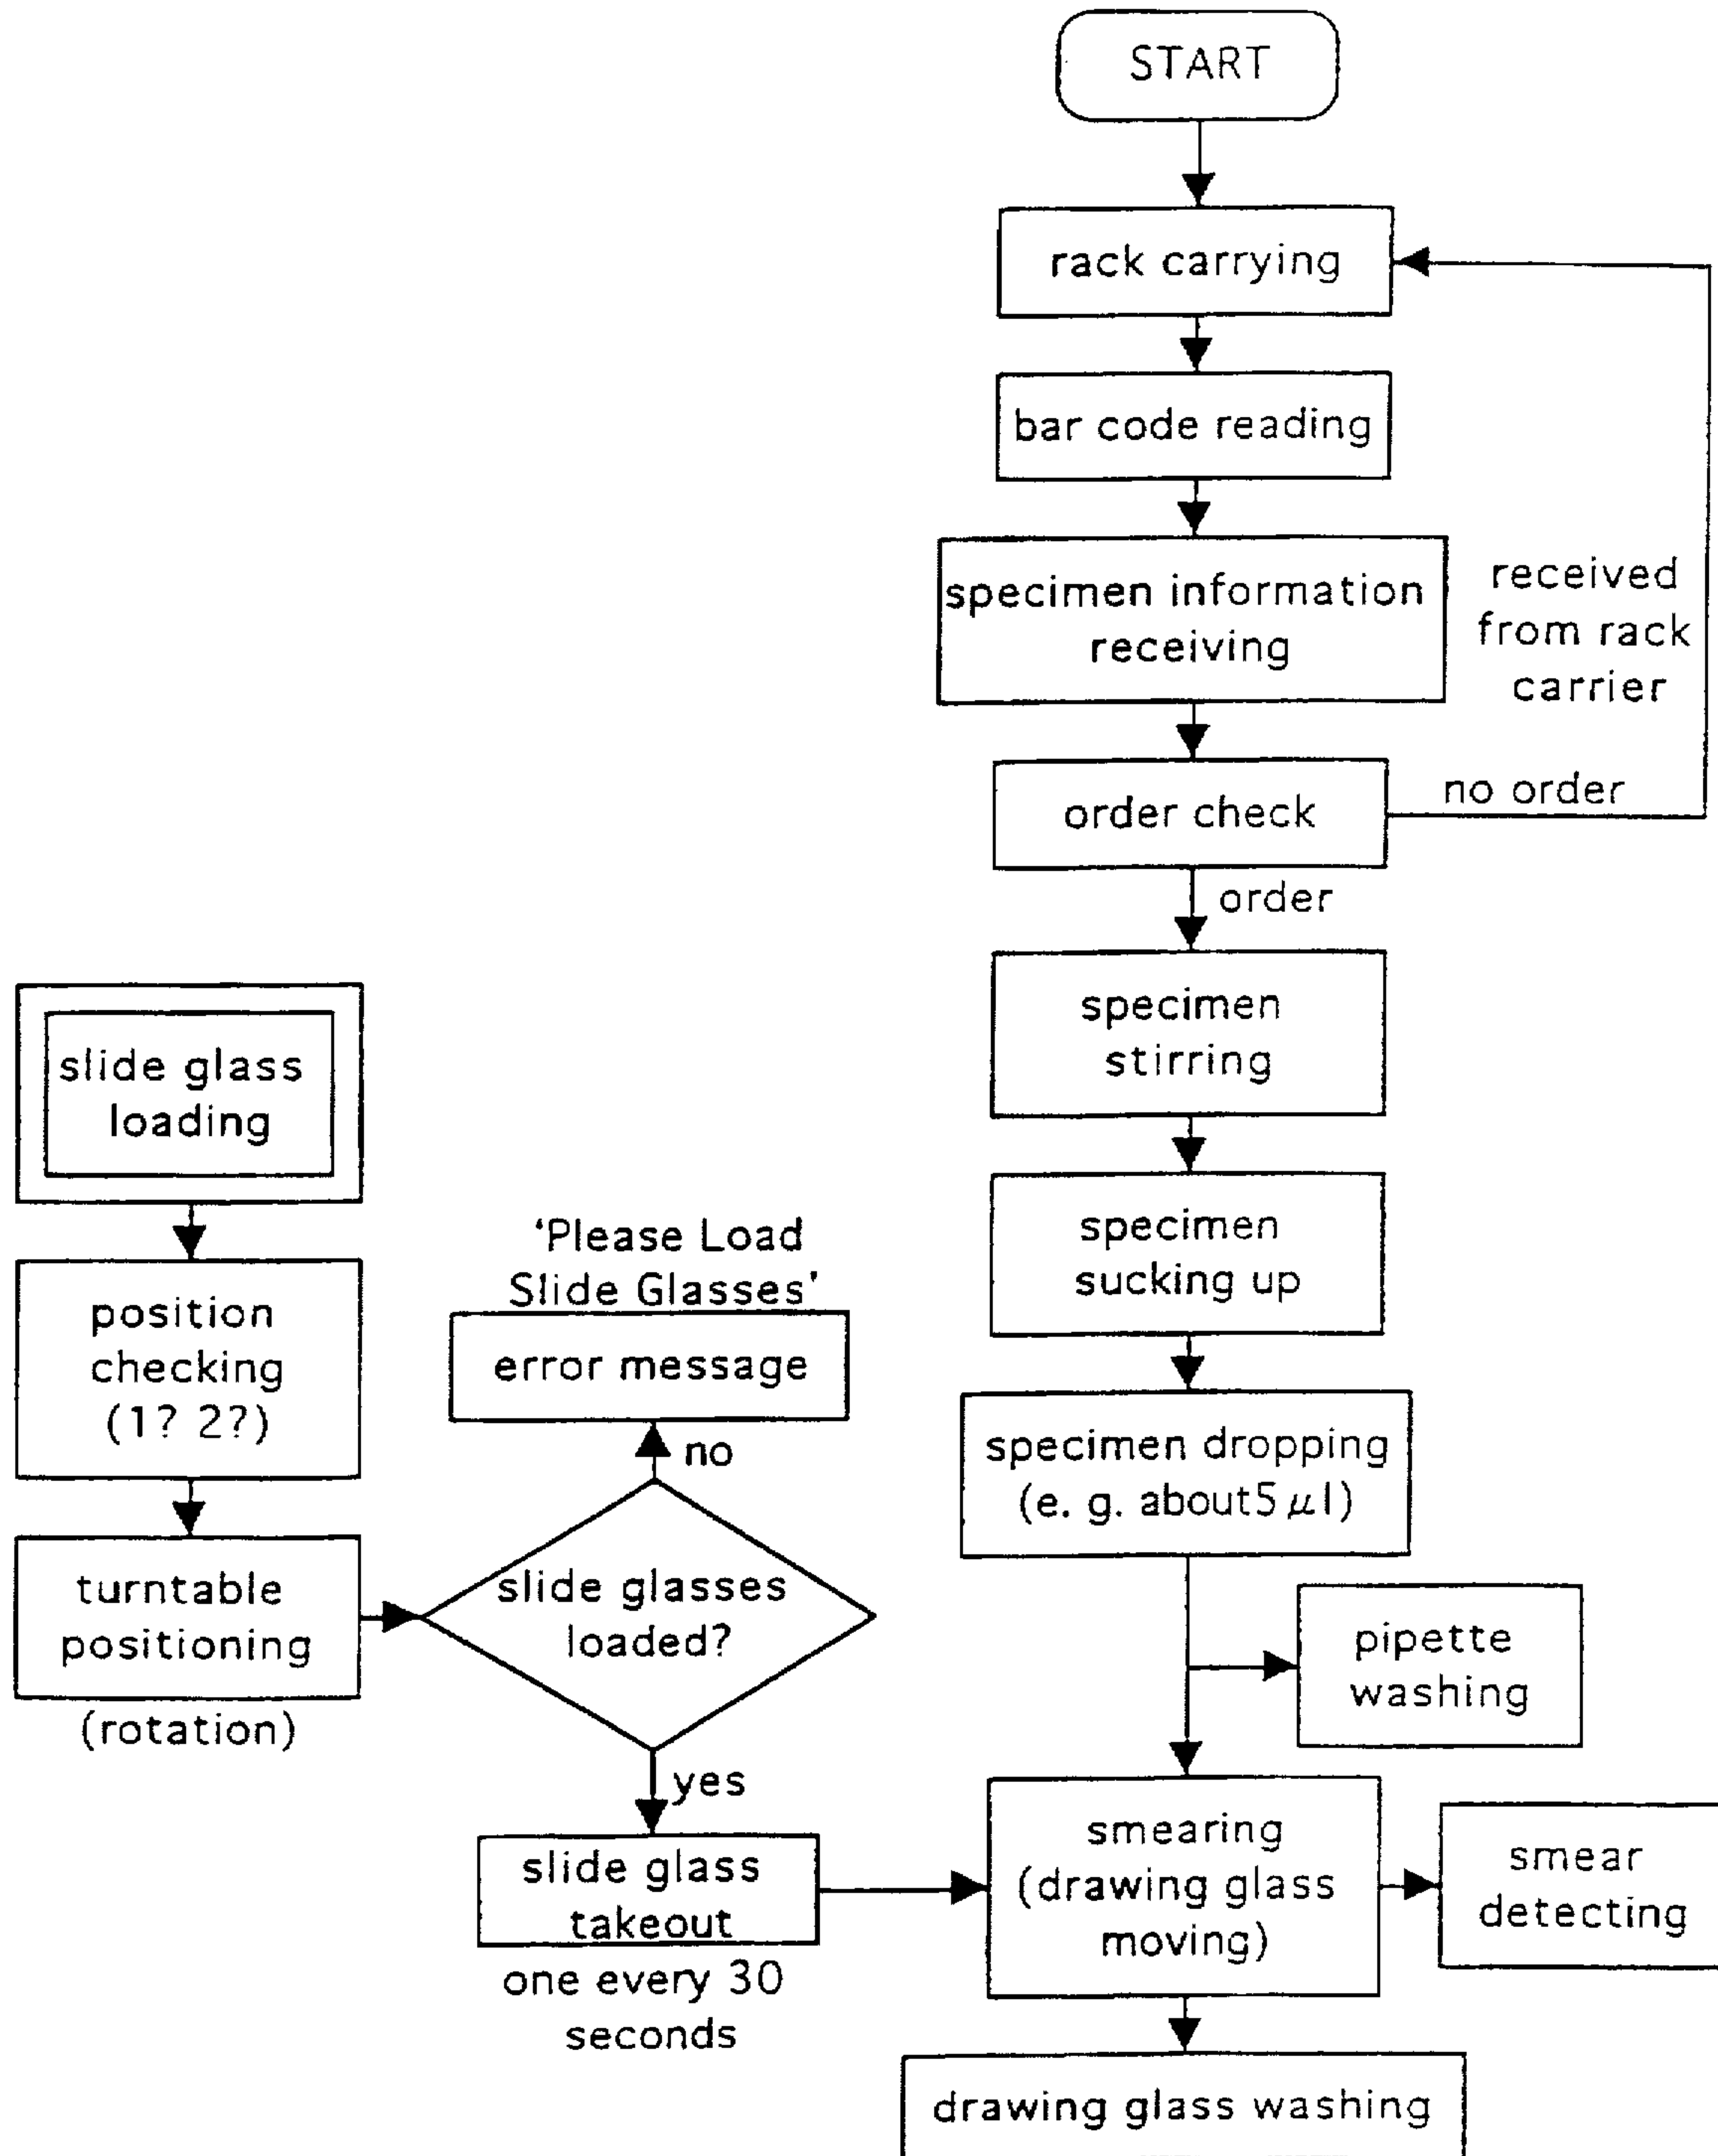 START
rack carrying
bar code reading
specimen information
receiving
received
from rack
carrier
order check
no order
order
specimen
stirring
specimen
sucking up
specimen dropping
(e. g. about5 μl)
pipette
washing
slide glass
loading
position
checking
(1? 2?)
turntable
positioning
(rotation)
'Please Load
Slide Glasses'
error message
no
slide glasses
loaded?
yes
slide glass
takeout
one every 30
seconds
smearing
(drawing glass
moving)
smear
detecting
drawing glass washing